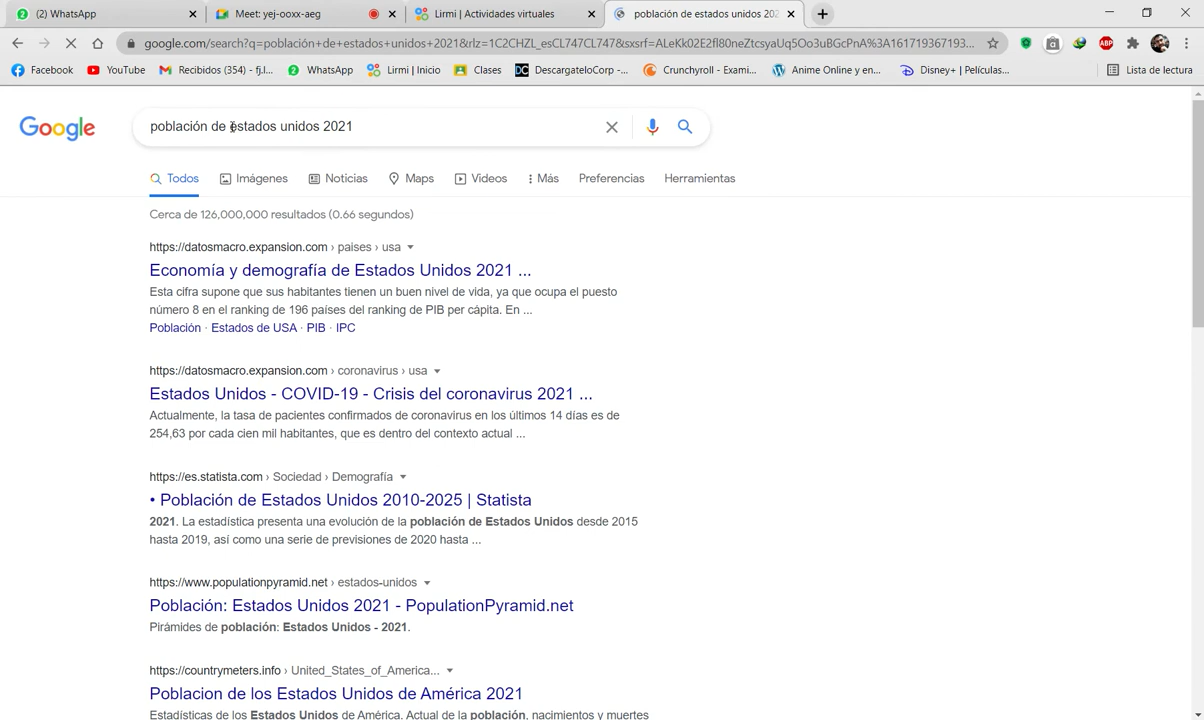 (2) WhatsApp
Meet: yej-ooxx-aeg
Lirmi | Actividades virtuales
población de estados unidos 202
google.com/search?q=población+de+estados+unidos+2021&rlz=1C2CHZL_esCL747CL747&sxsrf=ALeKk02E2fl80neZtcsyaUq5Oo3uBGcPnA%3A161719367193...
Facebook
YouTube
Recibidos (354) - fj.l...
WhatsApp
Lirmi | Inicio
Clases
DescargateloCorp -...
Crunchyroll - Exami...
Anime Online y en...
Disney+ | Películas...
Lista de lectura
Google
población de estados unidos 2021
Todos
Imágenes
Noticias
Maps
Videos
Más
Preferencias
Herramientas
Cerca de 126,000,000 resultados (0.66 segundos)
https://datosmacro.expansion.com › paises › usa
Economía y demografía de Estados Unidos 2021 ...
Esta cifra supone que sus habitantes tienen un buen nivel de vida, ya que ocupa el puesto
número 8 en el ranking de 196 países del ranking de PIB per cápita. En ...
Población · Estados de USA · PIB · IPC
https://datosmacro.expansion.com › coronavirus › usa
Estados Unidos - COVID-19 - Crisis del coronavirus 2021 ...
Actualmente, la tasa de pacientes confirmados de coronavirus en los últimos 14 días es de
254,63 por cada cien mil habitantes, que es dentro del contexto actual ...
https://es.statista.com › Sociedad › Demografía
• Población de Estados Unidos 2010-2025 | Statista
2021. La estadística presenta una evolución de la población de Estados Unidos desde 2015
hasta 2019, así como una serie de previsiones de 2020 hasta ...
https://www.populationpyramid.net › estados-unidos
Población: Estados Unidos 2021 - PopulationPyramid.net
Pirámides de población: Estados Unidos - 2021.
https://countrymeters.info › United_States_of_America...
Poblacion de los Estados Unidos de América 2021
Estadísticas de los Estados Unidos de América. Actual de la población, nacimientos y muertes